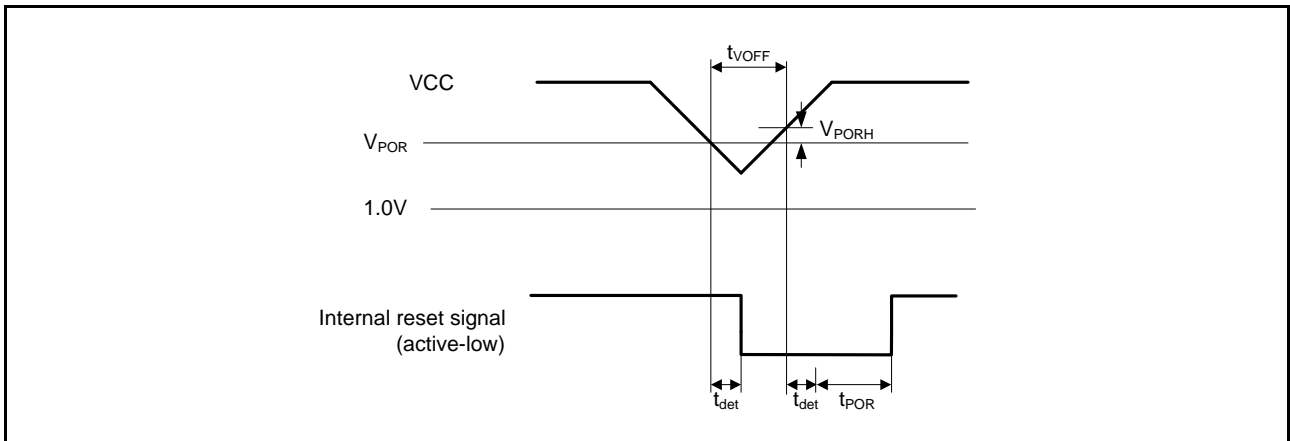 tVOFF
VCC
VPORH
VPOR
1.0V
Internal reset signal
(active-low)
tdet
tdet
tPOR